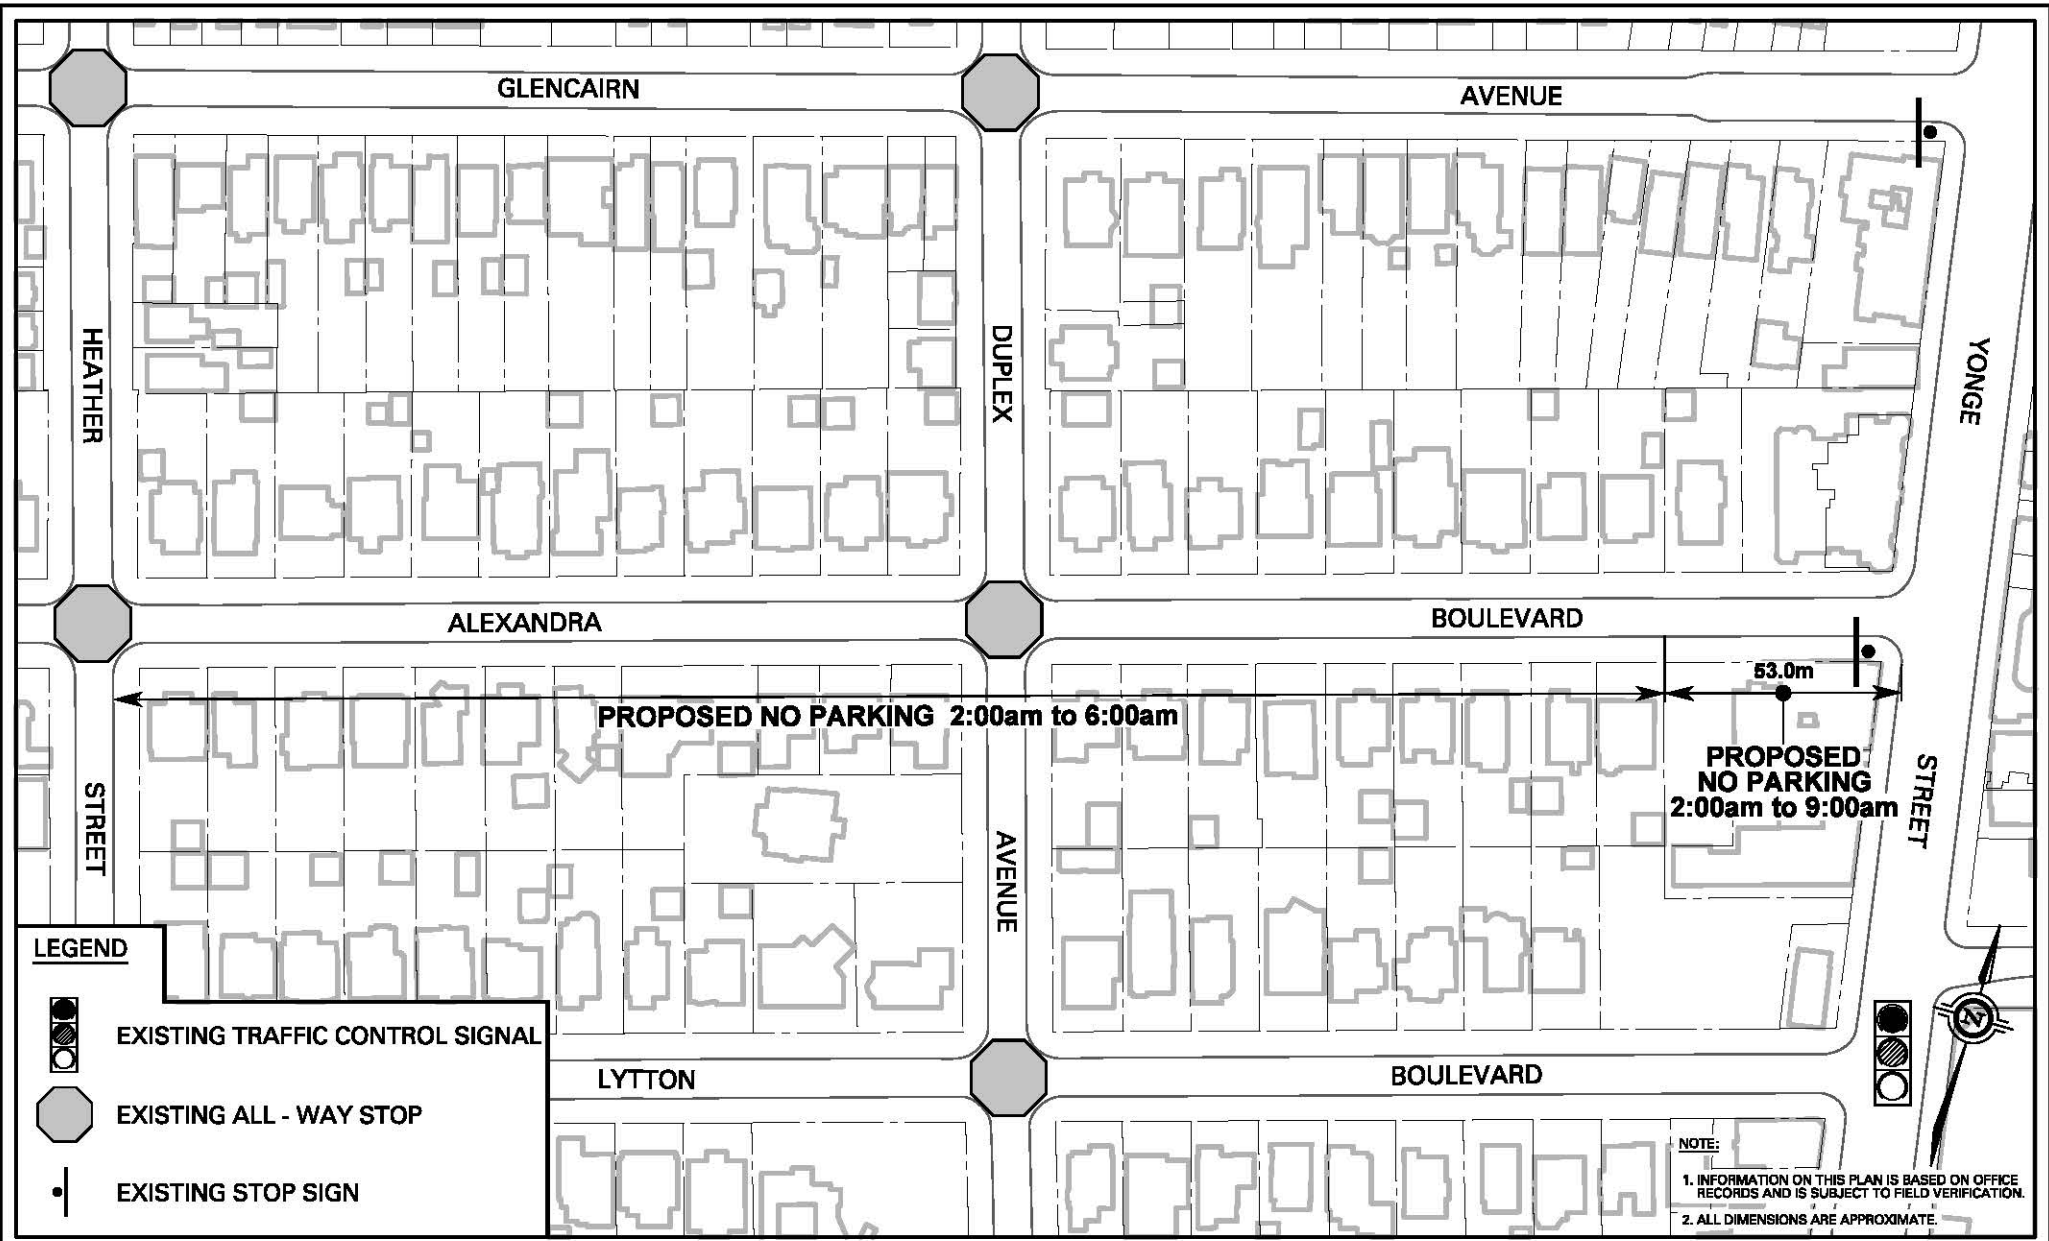 GLENCAIRN
AVENUE
HEATHER
DUPLEX
YONGE
ALEXANDRA
BOULEVARD
53.0m
PROPOSED NO PARKING 2:00am to 6:00am
PROPOSED
NO PARKING
2:00am to 9:00am
STREET
STREET
AVENUE
LEGEND
EXISTING TRAFFIC CONTROL SIGNAL
EXISTING ALL - WAY STOP
EXISTING STOP SIGN
LYTTON
BOULEVARD
N
NOTE:
1. INFORMATION ON THIS PLAN IS BASED ON OFFICE
RECORDS AND IS SUBJECT TO FIELD VERIFICATION.
2. ALL DIMENSIONS ARE APPROXIMATE.